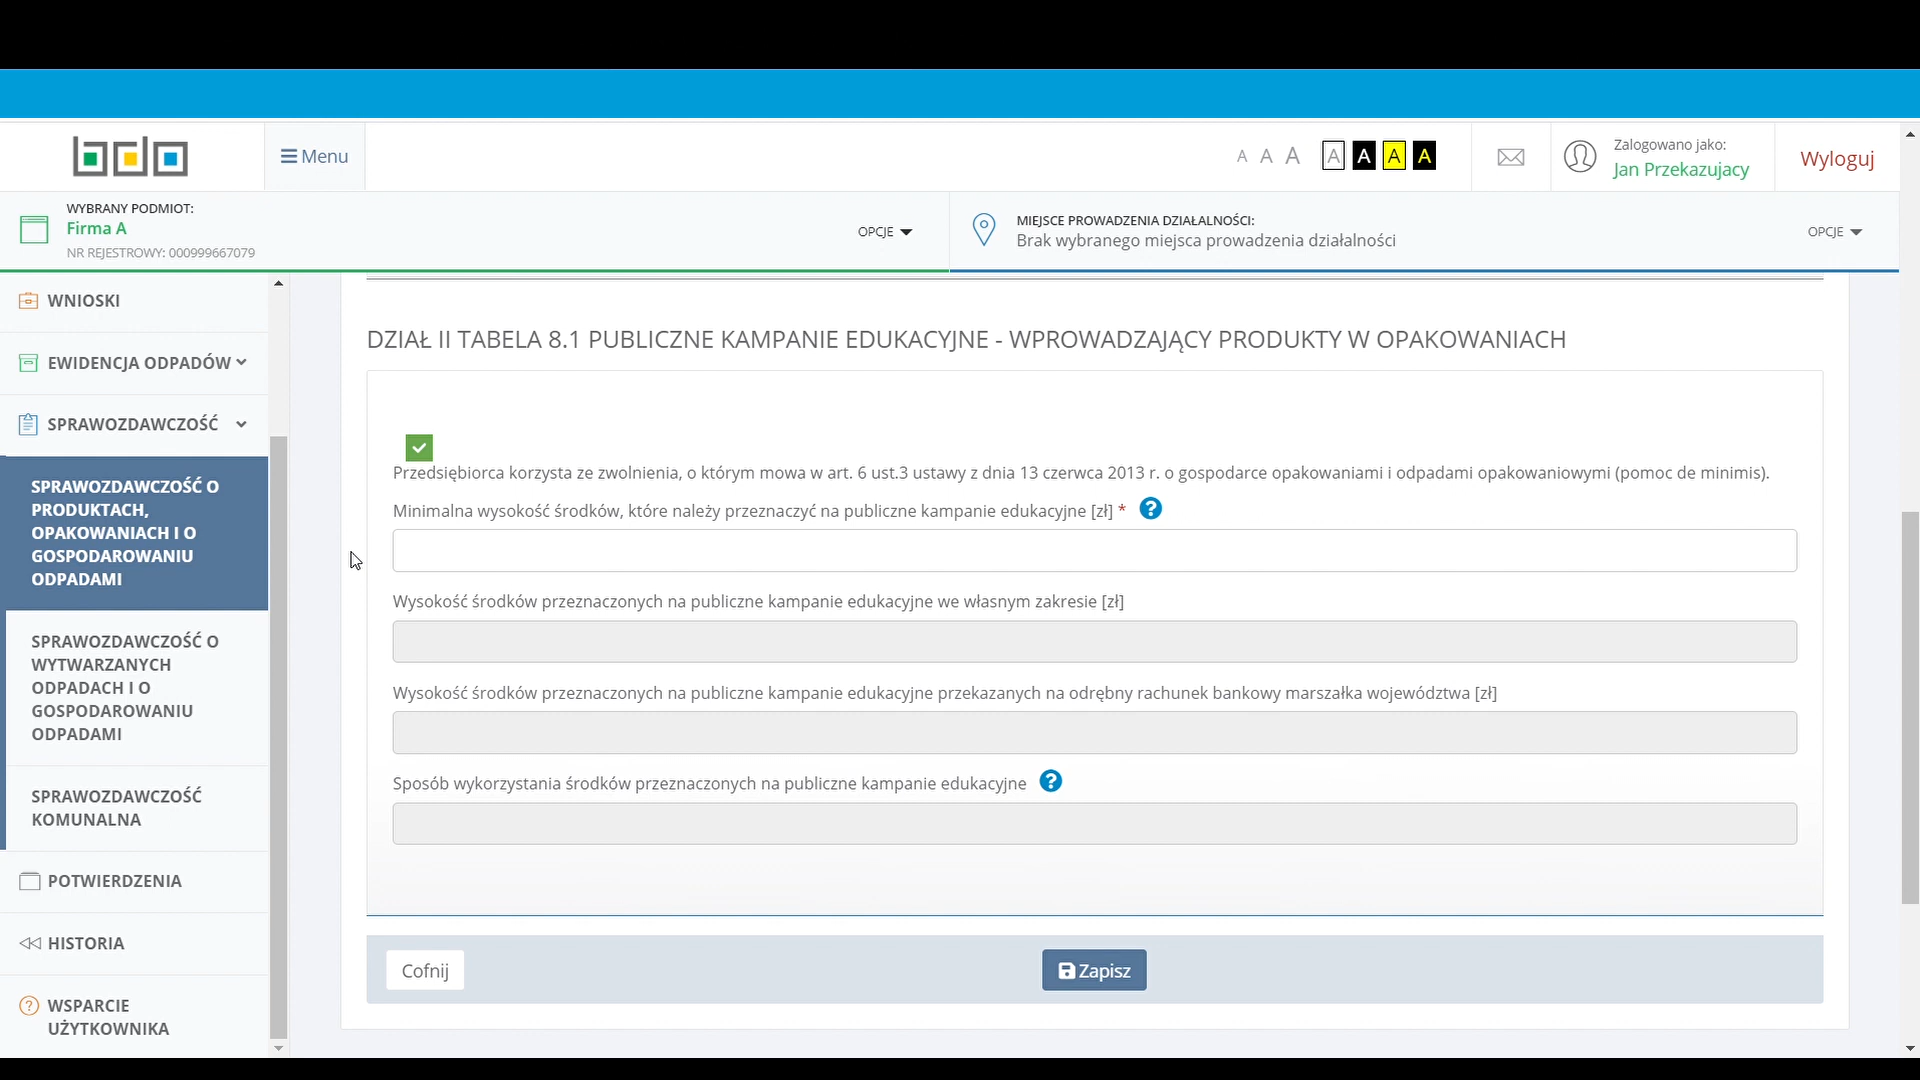 bdo
Menu
A A A A A A A
Zalogowano jako:
Jan Przekazujacy
Wyloguj
WYBRANY PODMIOT:
Firma A
NR REJESTROWY: 000999667079
OPCJE
MIEJSCE PROWADZENIA DZIAŁALNOŚCI:
Brak wybranego miejsca prowadzenia działalności
OPCJE
WNIOSKI
EWIDENCJA ODPADÓW
SPRAWOZDAWCZOŚĆ
SPRAWOZDAWCZOŚĆ O
PRODUKTACH,
OPAKOWANIACH I O
GOSPODAROWANIU
ODPADAMI
SPRAWOZDAWCZOŚĆ O
WYTWARZANYCH
ODPADACH I O
GOSPODAROWANIU
ODPADAMI
SPRAWOZDAWCZOŚĆ
KOMUNALNA
POTWIERDZENIA
HISTORIA
WSPARCIE
UŻYTKOWNIKA
DZIAŁ II TABELA 8.1 PUBLICZNE KAMPANIE EDUKACYJNE - WPROWADZAJĄCY PRODUKTY W OPAKOWANIACH
Przedsiębiorca korzysta ze zwolnienia, o którym mowa w art. 6 ust.3 ustawy z dnia 13 czerwca 2013 r. o gospodarce opakowaniami i odpadami opakowaniowymi (pomoc de minimis).
Minimalna wysokość środków, które należy przeznaczyć na publiczne kampanie edukacyjne [zł] * ?
Wysokość środków przeznaczonych na publiczne kampanie edukacyjne we własnym zakresie [zł]
Wysokość środków przeznaczonych na publiczne kampanie edukacyjne przekazanych na odrębny rachunek bankowy marszałka województwa [zł]
Sposób wykorzystania środków przeznaczonych na publiczne kampanie edukacyjne ?
Cofnij
Zapisz